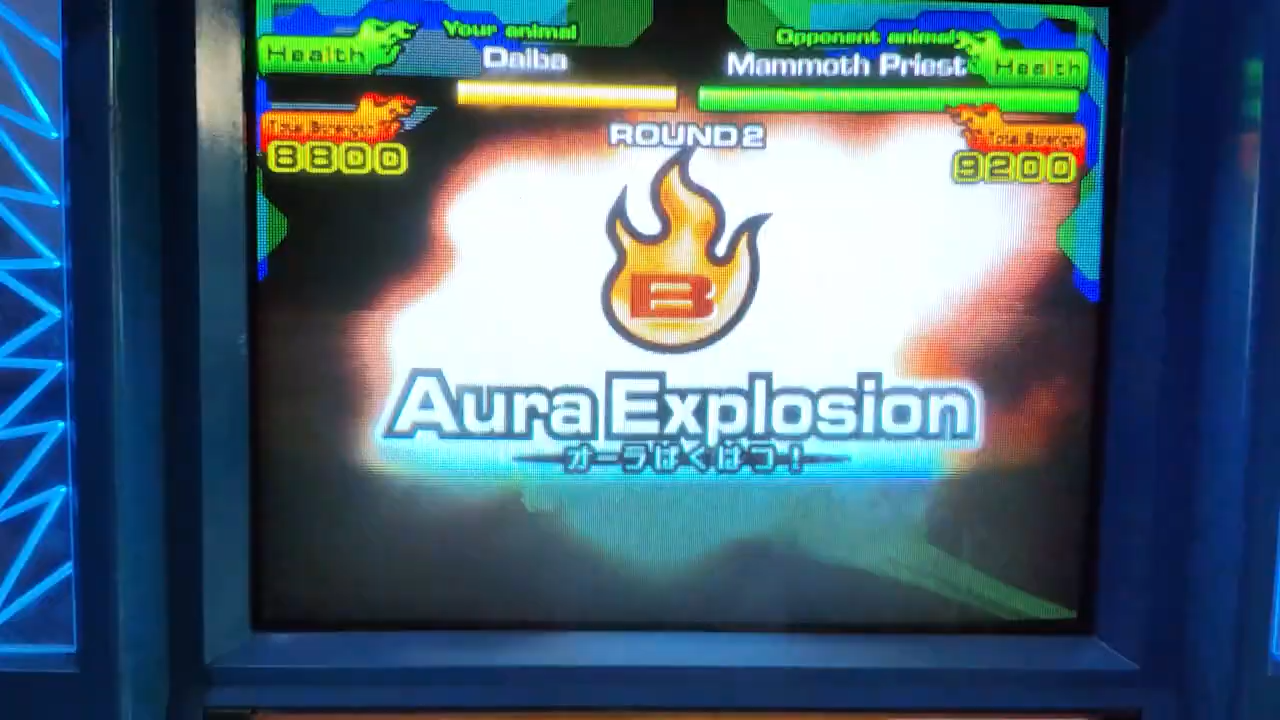 Your animal
Opponent animal
Health
Daiba
Mammoth Priest
Health
8800
ROUND 2
9200
B
Aura Explosion
オーラばくはつ!